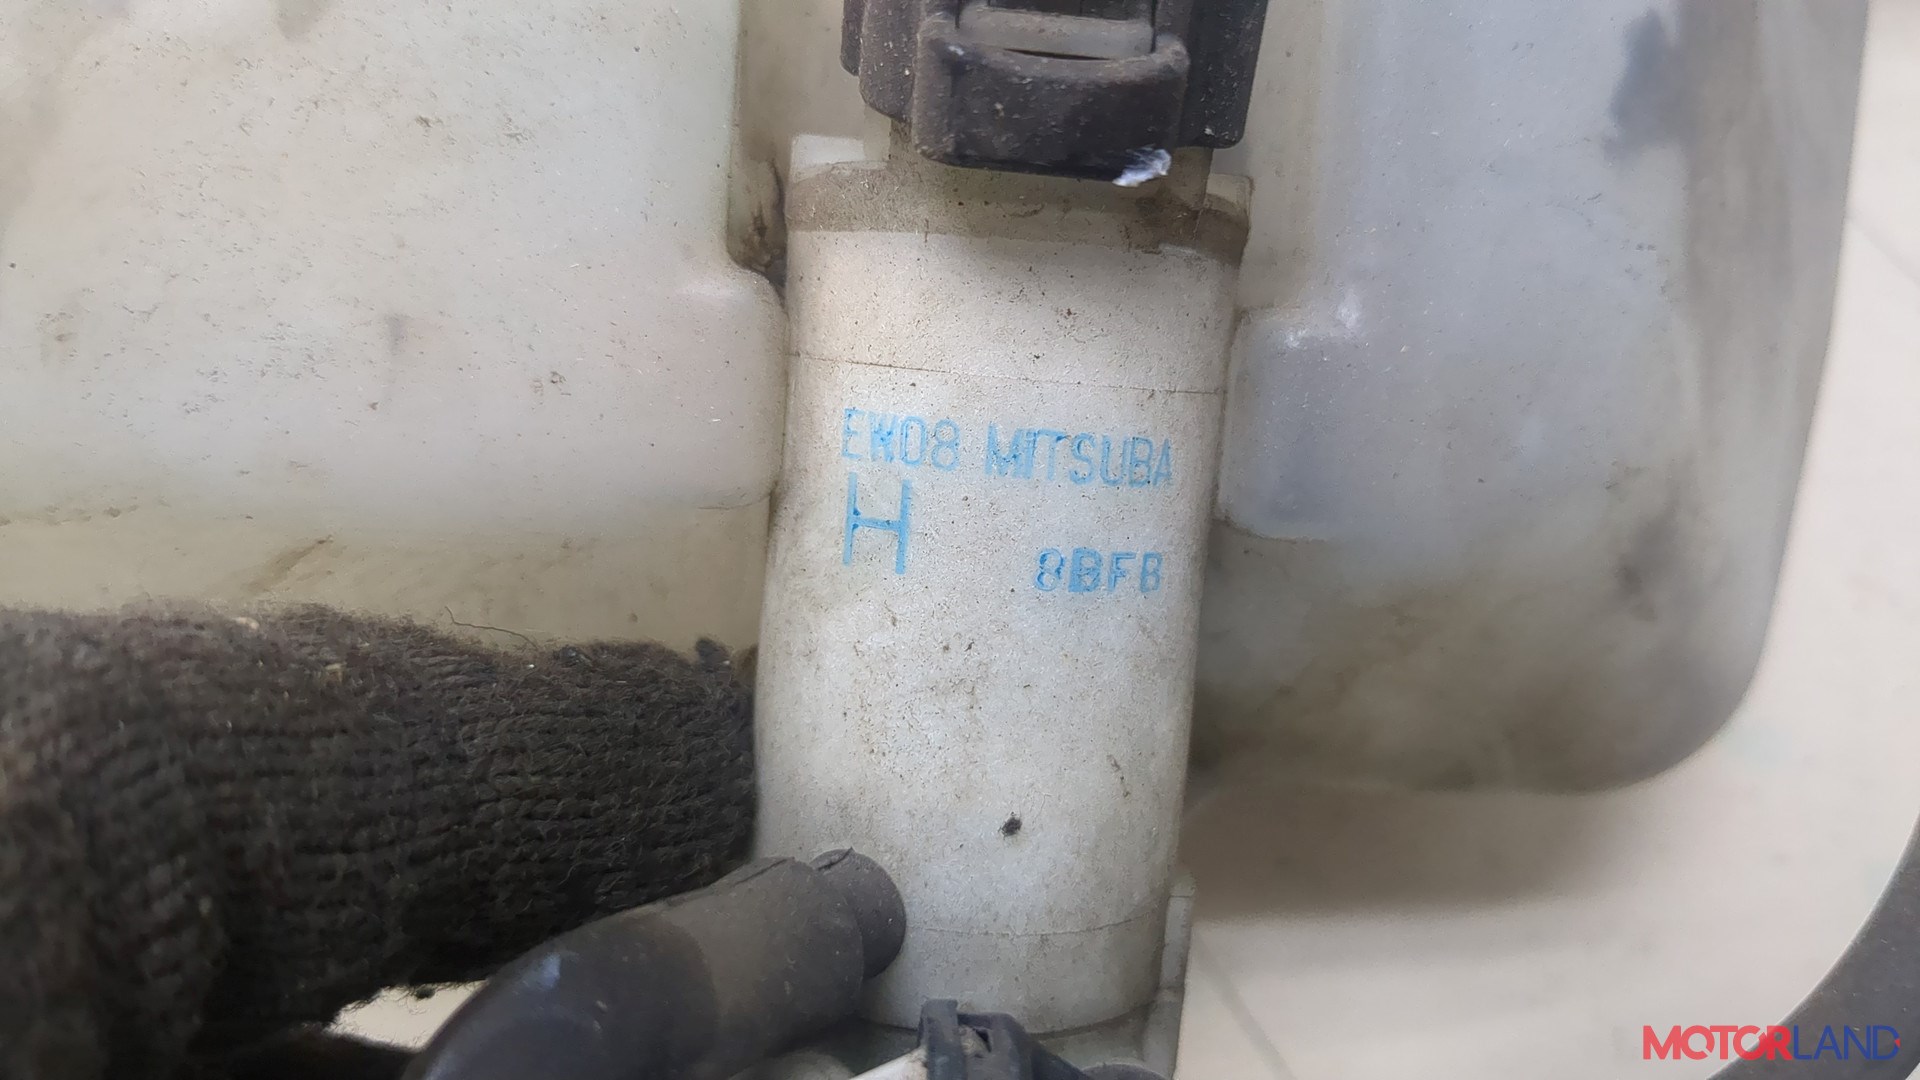 EW08 MITSUBA
H 8BFB
MOTORLAND